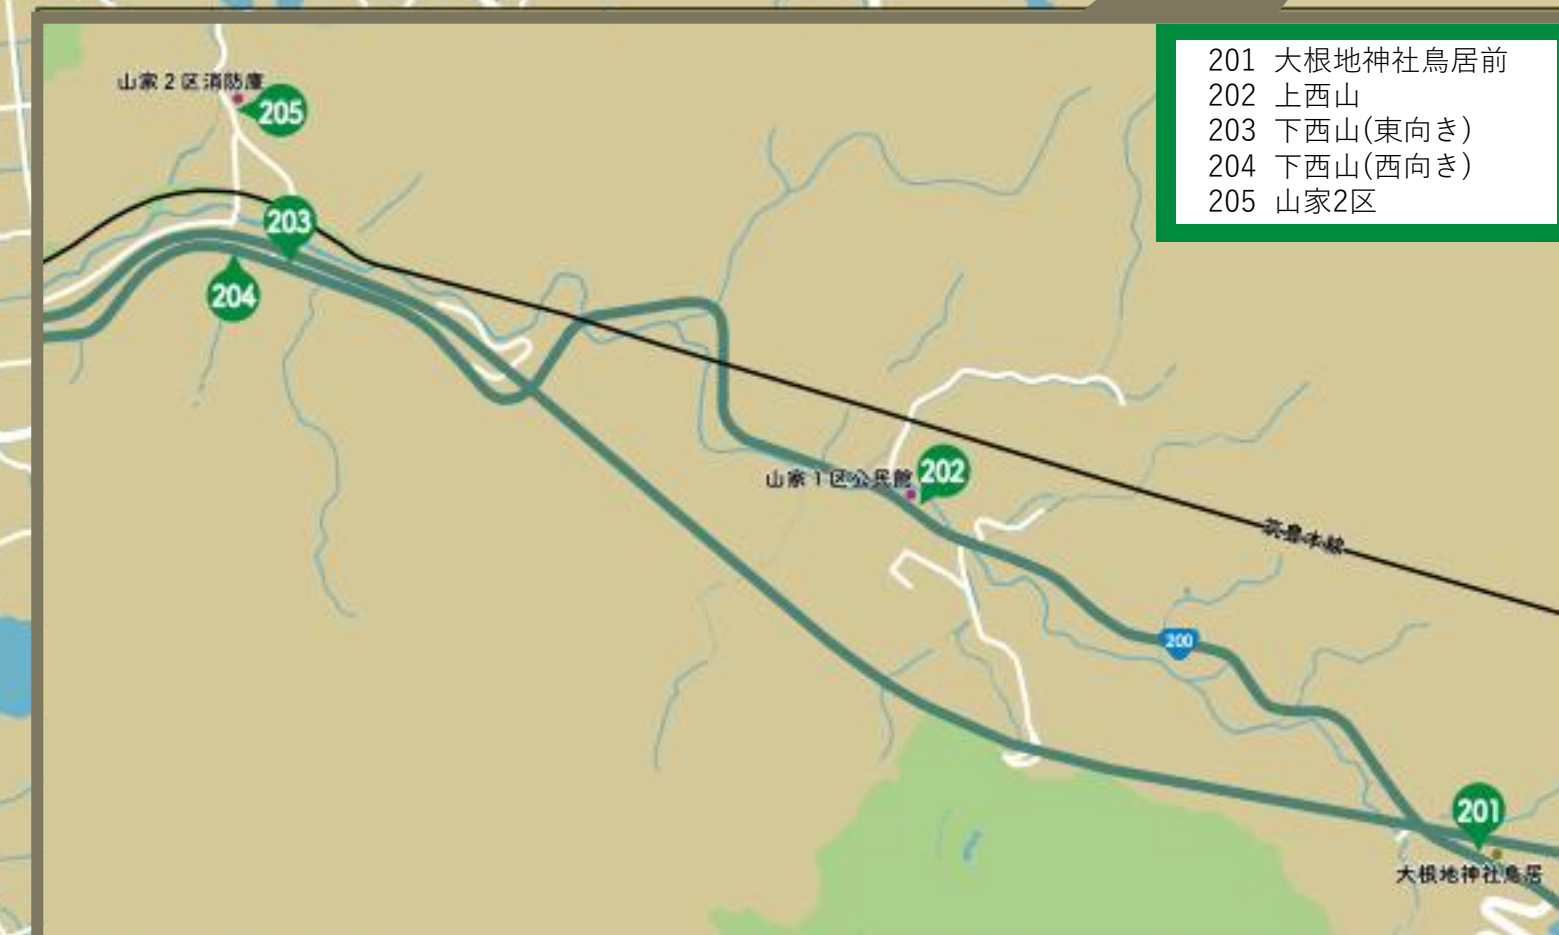 201 大根地神社鳥居前
202 上西山
203 下西山(東向き)
204 下西山(西向き)
205 山家2区
山家2区消防庫
205
203
204
山家1区公民館
202
筑豊本線
200
201
大根地神社鳥居